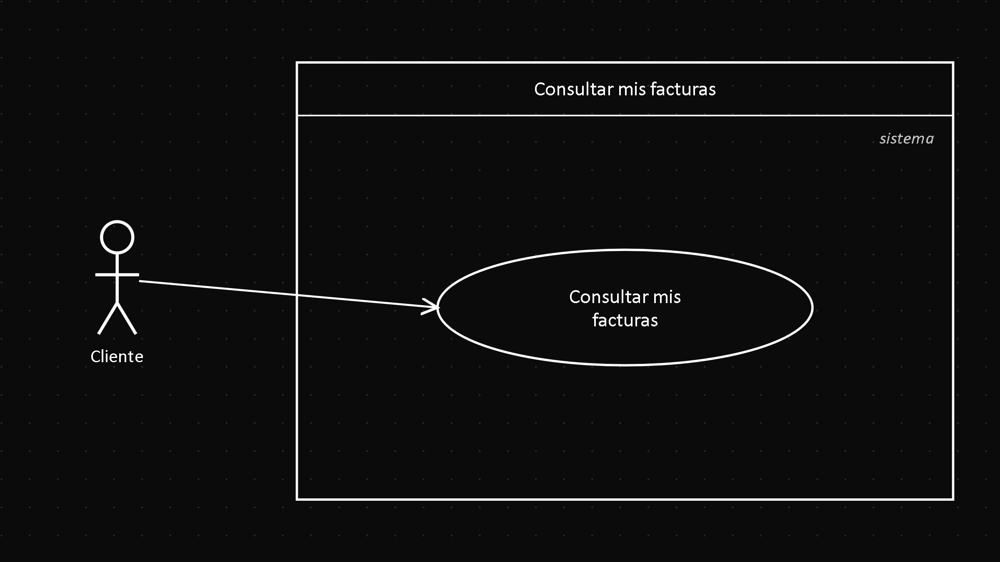 Consultar mis facturas
sistema
Consultar mis
facturas
Cliente